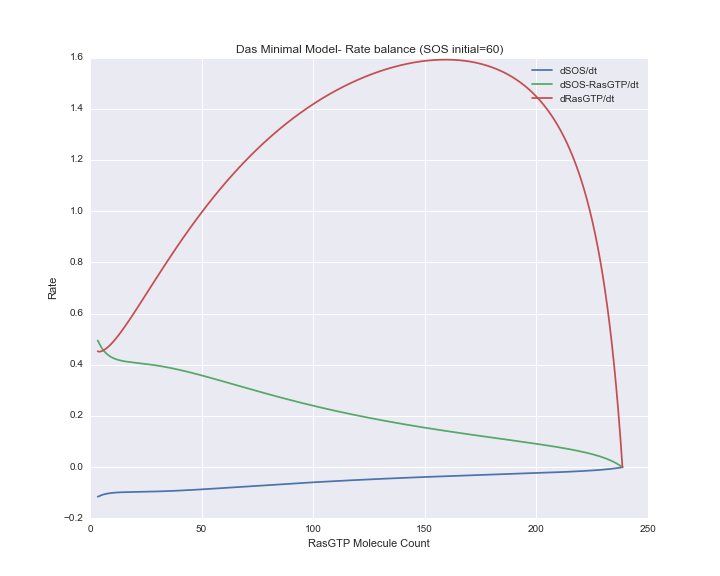 Das Minimal Model- Rate balance (SOS initial=60)
1.6
1.4
1.2
1.0
0.8
0.6
0.4
0.2
0.0
−0.2
Rate
dSOS/dt
dSOS-RasGTP/dt
dRasGTP/dt
0 50 100 150 200 250
RasGTP Molecule Count